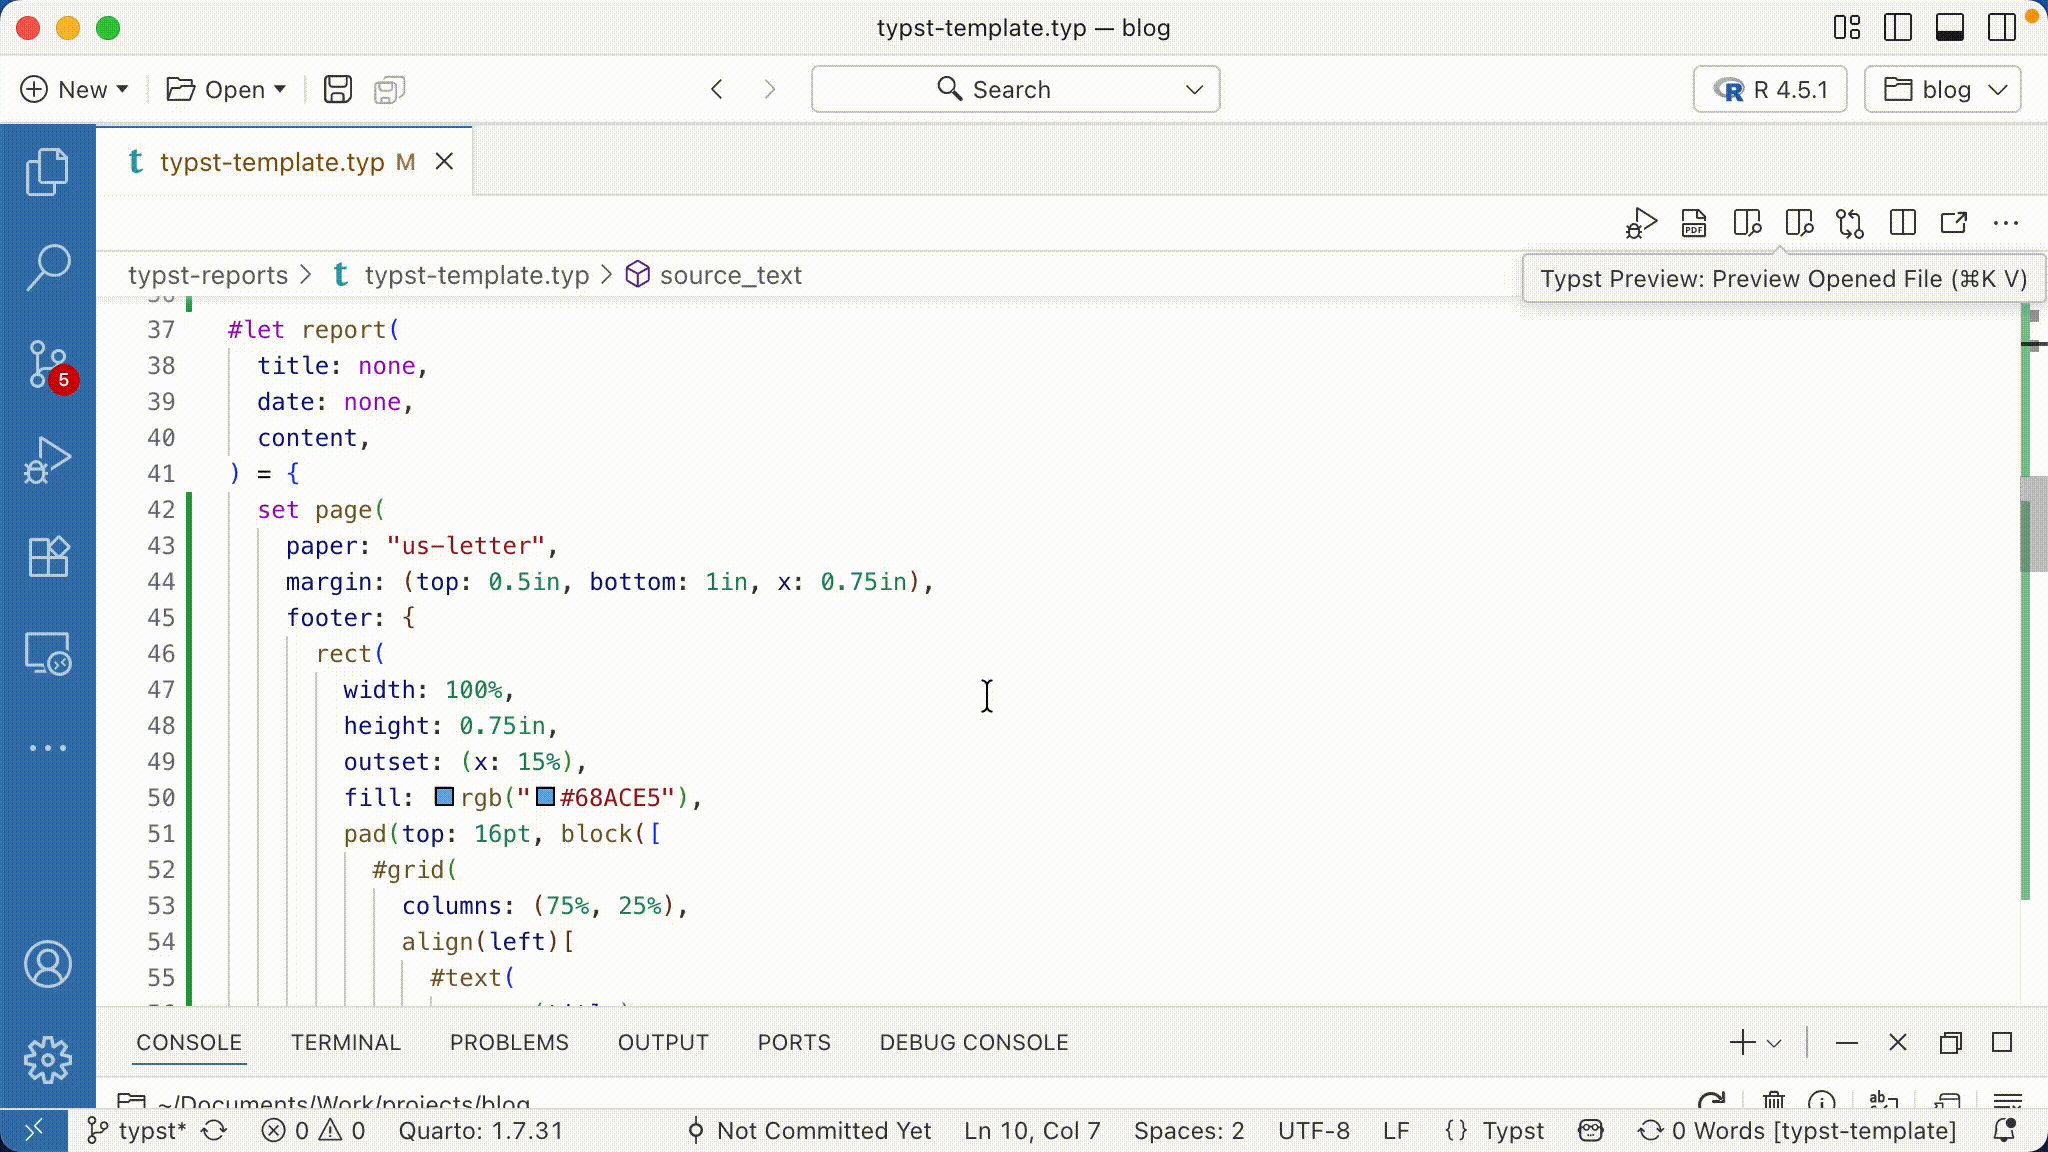 typst-template.typ — blog
New
Open
Search
R 4.5.1
blog
typst-template.typ M
PDF
typst-reports > typst-template.typ > source_text
Typst Preview: Preview Opened File (⌘K V)
37 #let report(
38 title: none,
39 date: none,
40 content,
41 ) = {
42 set page(
43 paper: "us-letter",
44 margin: (top: 0.5in, bottom: 1in, x: 0.75in),
45 footer: {
46 rect(
47 width: 100%,
48 height: 0.75in,
49 outset: (x: 15%),
50 fill: rgb("#68ACE5"),
51 pad(top: 16pt, block([
52 #grid(
53 columns: (75%, 25%),
54 align(left)[
55 #text(
5
CONSOLE TERMINAL PROBLEMS OUTPUT PORTS DEBUG CONSOLE
~/Documents/Work/projects/blog
typst* 0 0 Quarto: 1.7.31 Not Committed Yet Ln 10, Col 7 Spaces: 2 UTF-8 LF {} Typst 0 Words [typst-template]